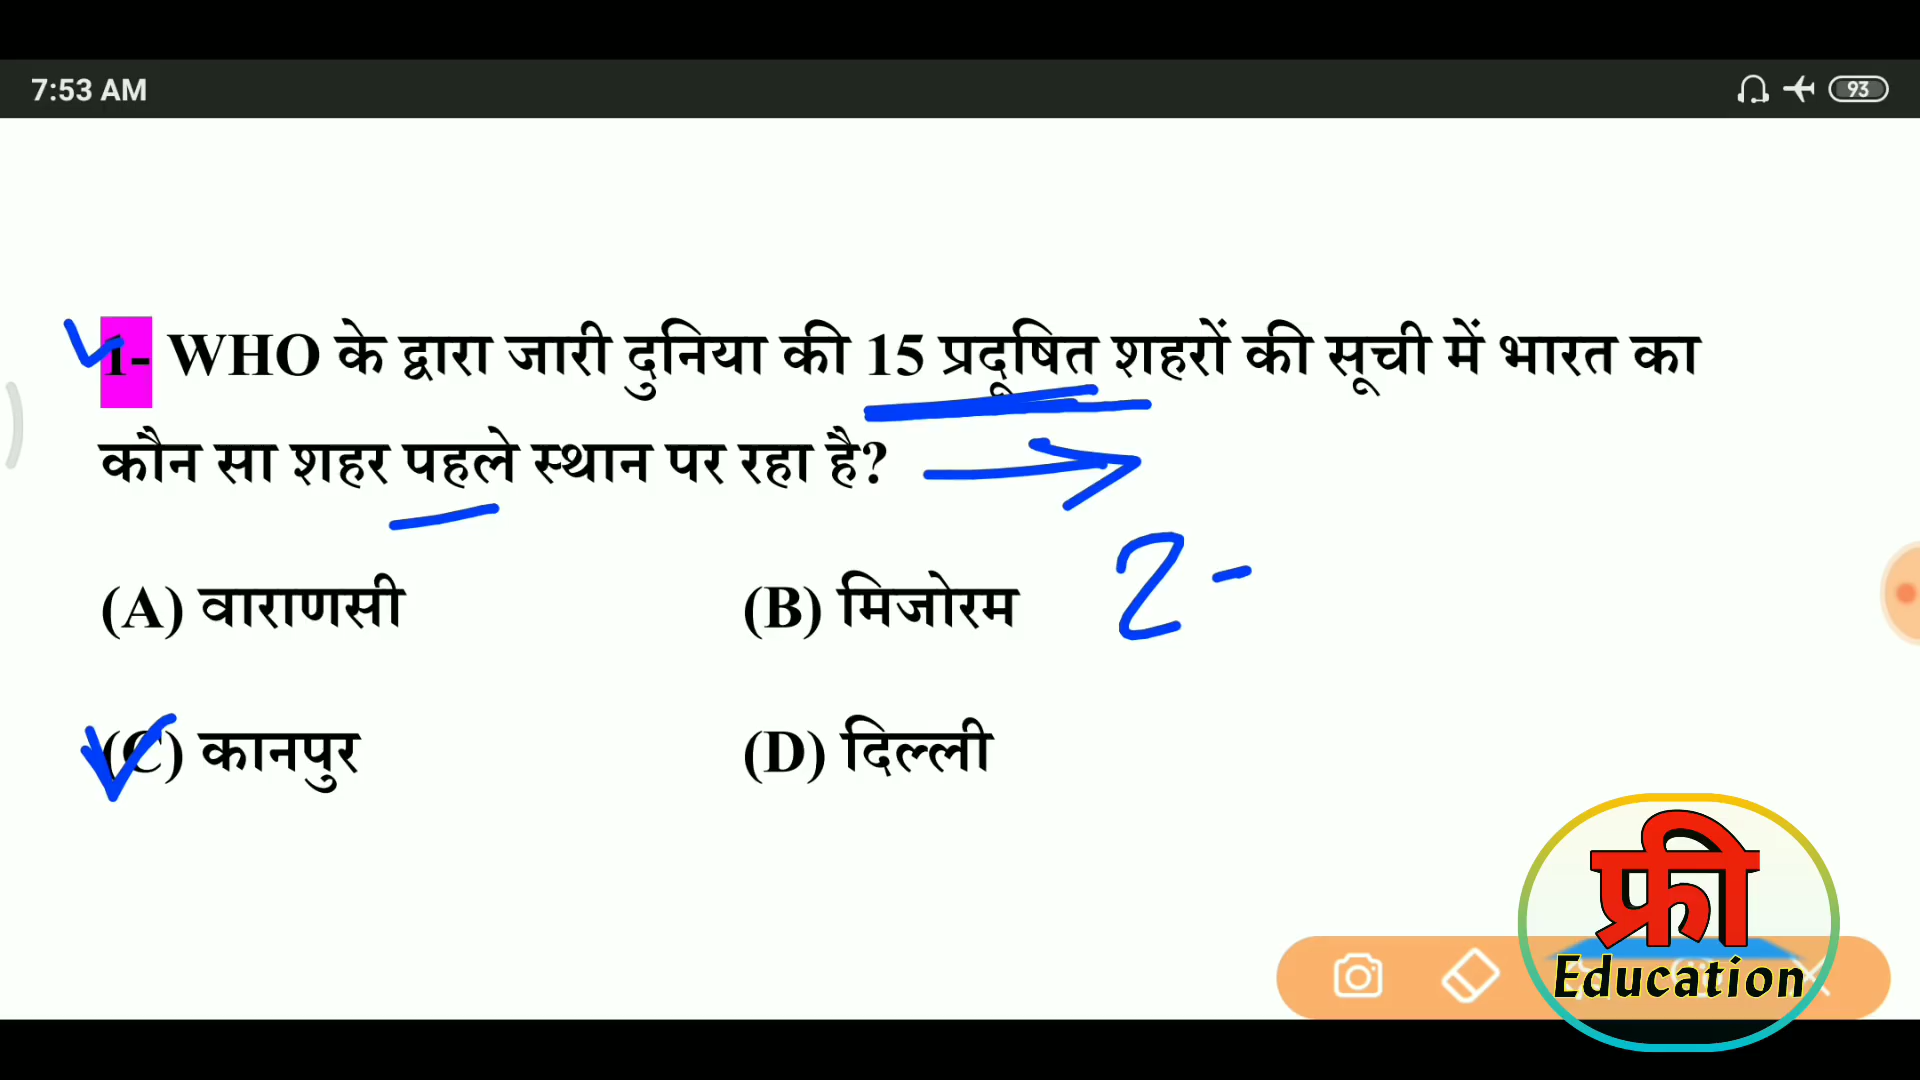 7:53 AM
93
1- WHO के द्वारा जारी दुनिया की 15 प्रदूषित शहरों की सूची में भारत का
कौन सा शहर पहले स्थान पर रहा है?
2-
(A) वाराणसी (B) मिजोरम
(C) कानपुर (D) दिल्ली
फ्री
Education